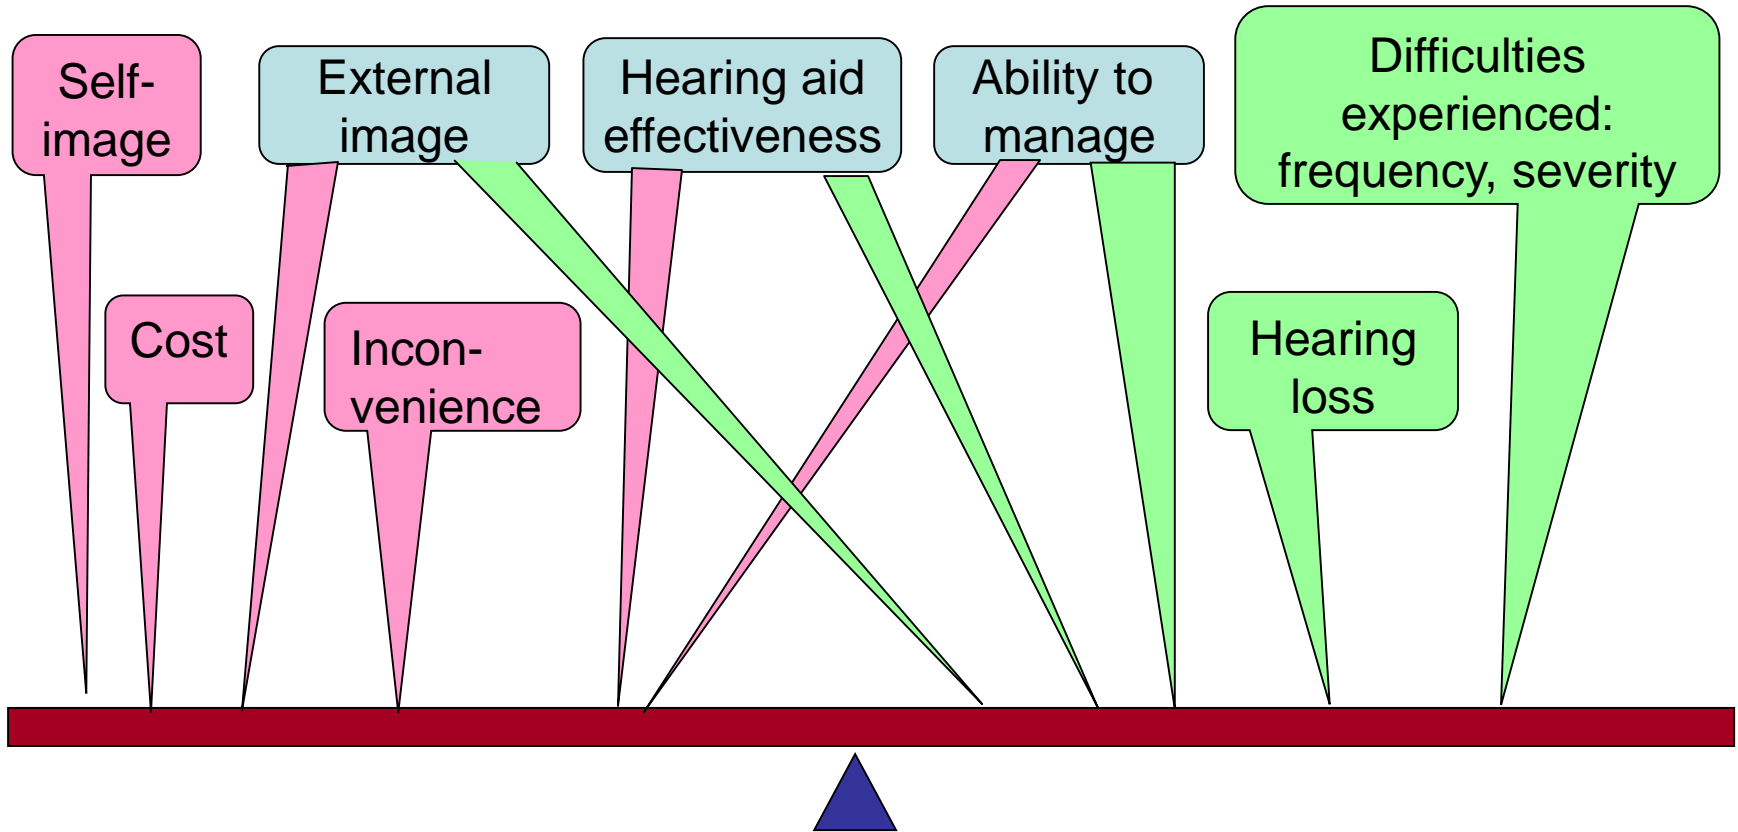 Self-
image
External
image
Hearing aid
effectiveness
Ability to
manage
Difficulties
experienced:
frequency, severity
Cost
Incon-
venience
Hearing
loss